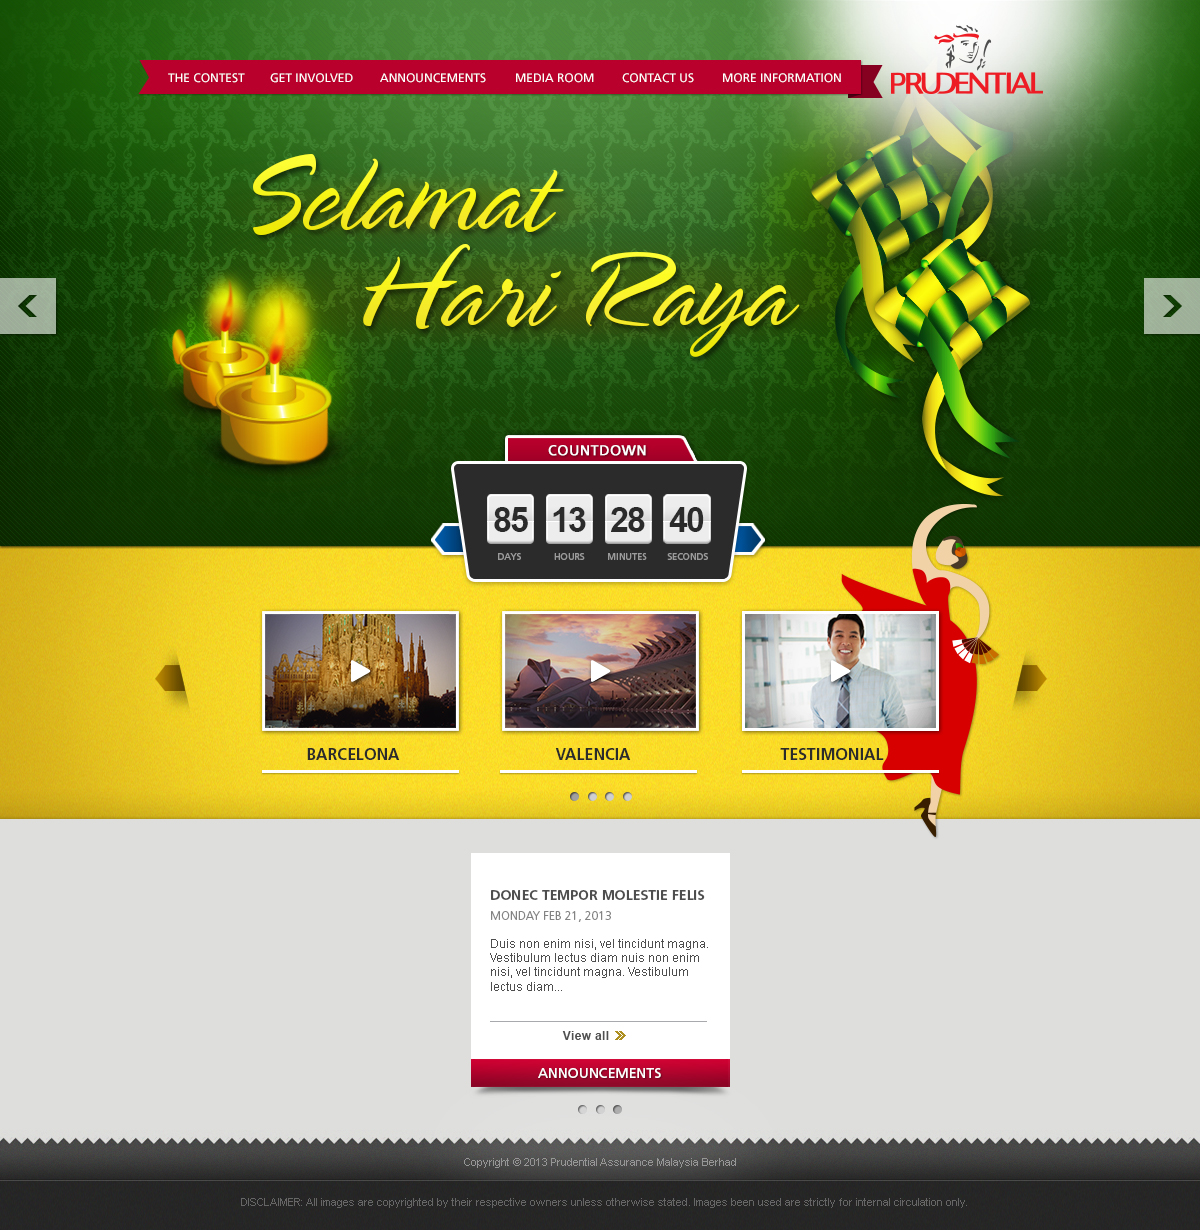 THE CONTEST GET INVOLVED ANNOUNCEMENTS MEDIA ROOM CONTACT US MORE INFORMATION
PRUDENTIAL
Selamat
Hari Raya
COUNTDOWN
85 13 28 40
DAYS HOURS MINUTES SECONDS
BARCELONA VALENCIA TESTIMONIAL
DONEC TEMPOR MOLESTIE FELIS
MONDAY FEB 21, 2013
Duis non enim nisi, vel tincidunt magna.
Vestibulum lectus diam nuis non enim
nisi, vel tincidunt magna. Vestibulum
lectus diam...
View all
ANNOUNCEMENTS
Copyright © 2013 Prudential Assurance Malaysia Berhad
DISCLAIMER: All images are copyrighted by their respective owners unless otherwise stated. Images been used are strictly for internal circulation only.